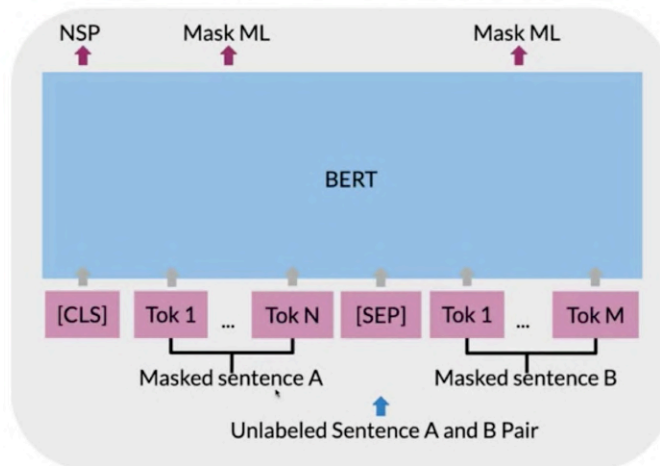 NSP Mask ML Mask ML
BERT
[CLS] Tok 1 ... Tok N [SEP] Tok 1 ... Tok M
Masked sentence A Masked sentence B
Unlabeled Sentence A and B Pair